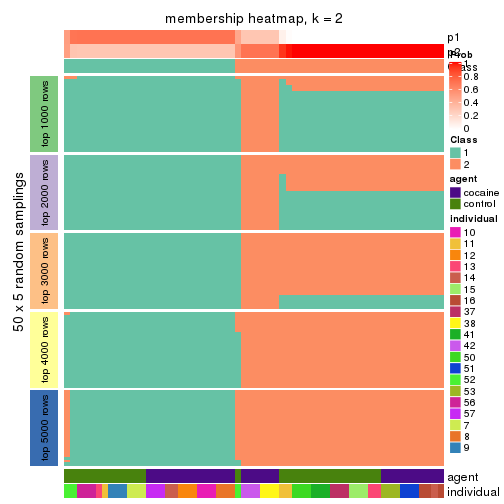 membership heatmap, k = 2
p1
p2
Prob
Class
1
0.8
0.6
0.4
0.2
0
Class
1
2
agent
cocaine
control
individual
10
11
12
13
14
15
16
37
38
41
42
50
51
52
53
56
57
7
8
9
50 x 5 random samplings
top 1000 rows
top 2000 rows
top 3000 rows
top 4000 rows
top 5000 rows
agent
individual